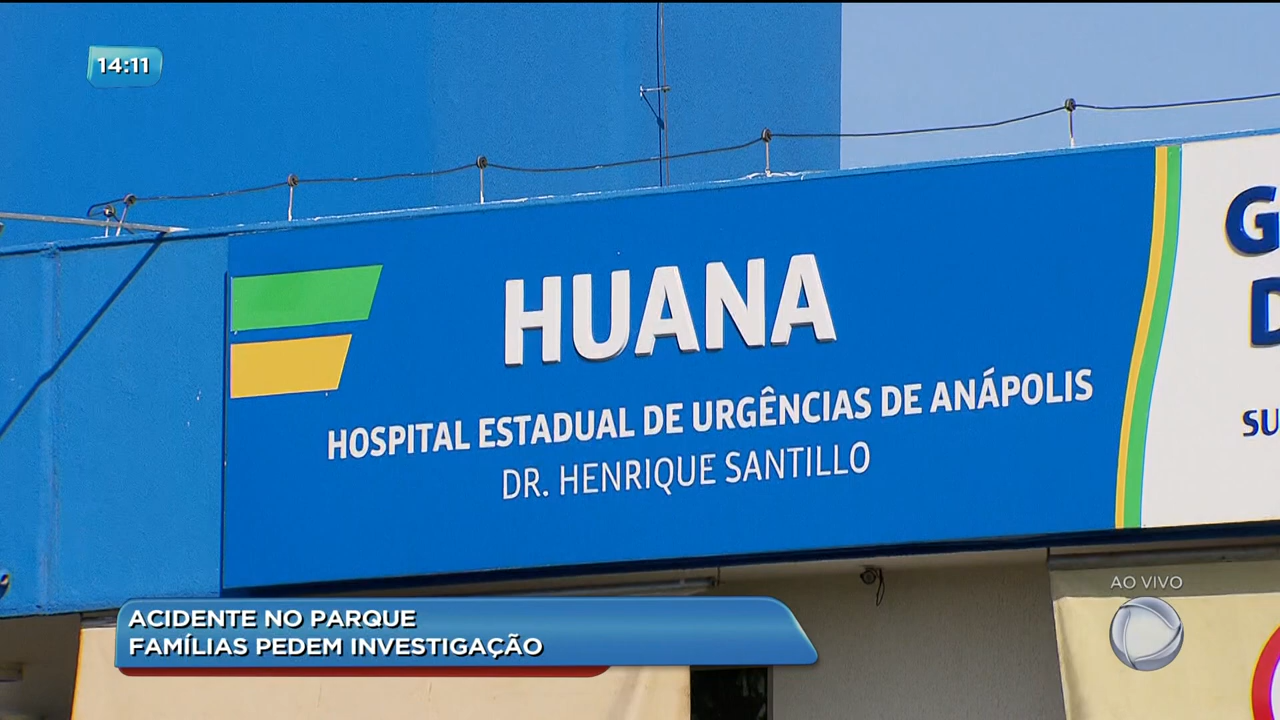 14:11
HUANA
HOSPITAL ESTADUAL DE URGÊNCIAS DE ANÁPOLIS
DR. HENRIQUE SANTILLO
ACIDENTE NO PARQUE
FAMÍLIAS PEDEM INVESTIGAÇÃO
AO VIVO